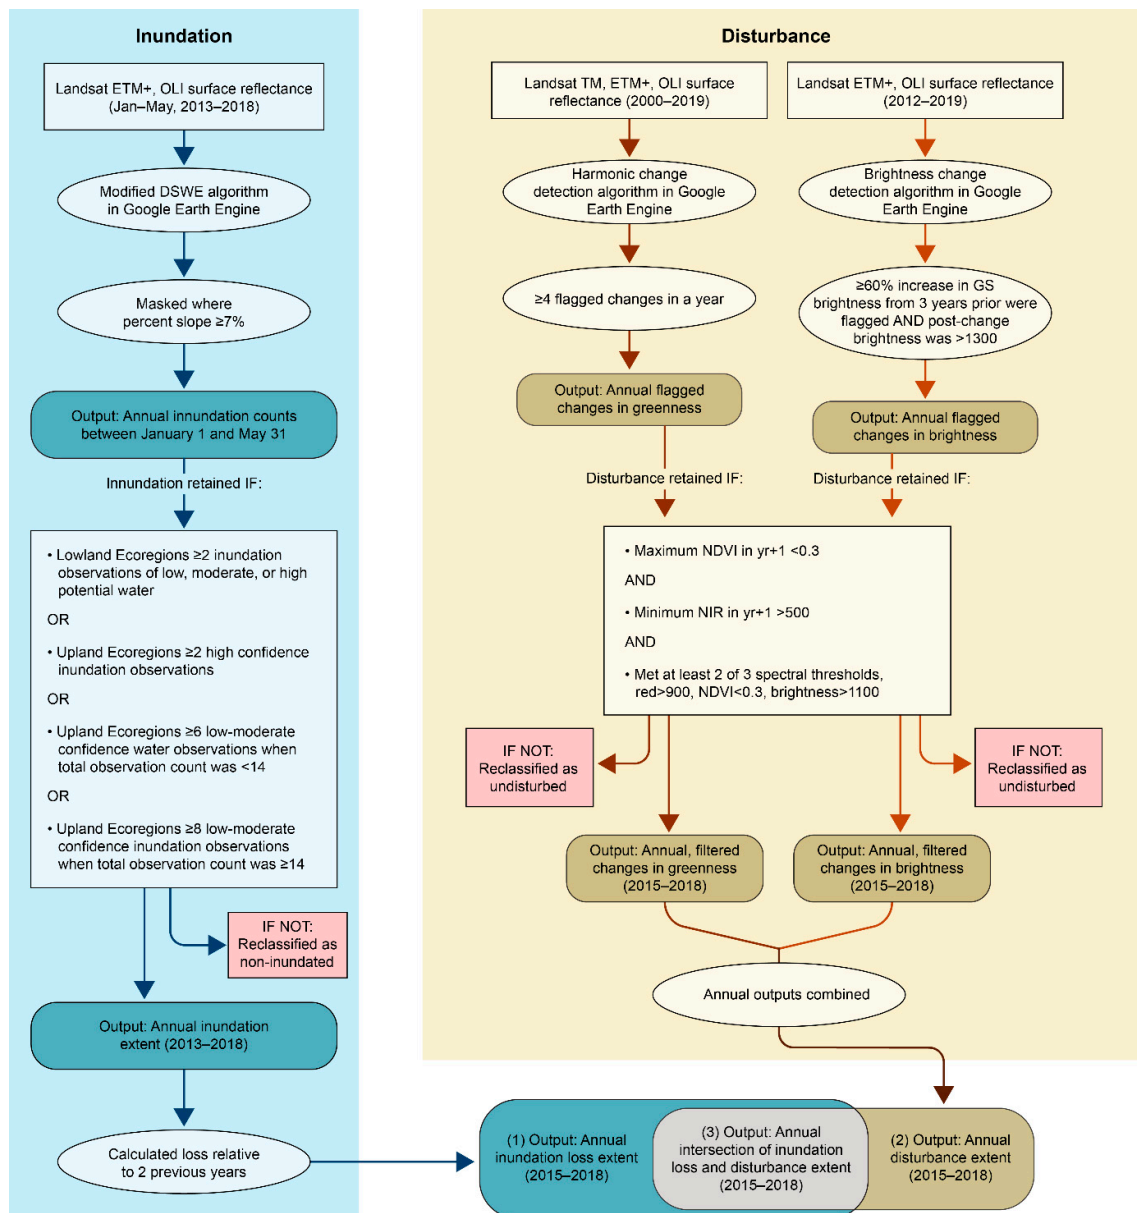 Inundation
Landsat ETM+, OLI surface reflectance
(Jan–May, 2013–2018)
Modified DSWE algorithm
in Google Earth Engine
Masked where
percent slope ≥7%
Output: Annual innundation counts
between January 1 and May 31
Innundation retained IF:
• Lowland Ecoregions ≥2 inundation
observations of low, moderate, or high
potential water
OR
• Upland Ecoregions ≥2 high confidence
inundation observations
OR
• Upland Ecoregions ≥6 low-moderate
confidence water observations when
total observation count was <14
OR
• Upland Ecoregions ≥8 low-moderate
confidence inundation observations
when total observation count was ≥14
IF NOT:
Reclassified as
non-inundated
Output: Annual inundation
extent (2013–2018)
Calculated loss relative
to 2 previous years
Disturbance
Landsat TM, ETM+, OLI surface
reflectance (2000–2019)
Harmonic change
detection algorithm in Google
Earth Engine
≥4 flagged changes in a year
Output: Annual flagged
changes in greenness
Disturbance retained IF:
Landsat ETM+, OLI surface reflectance
(2012–2019)
Brightness change
detection algorithm in Google
Earth Engine
≥60% increase in GS
brightness from 3 years prior were
flagged AND post-change
brightness was >1300
Output: Annual flagged
changes in brightness
Disturbance retained IF:
• Maximum NDVI in yr+1 <0.3
AND
• Minimum NIR in yr+1 >500
AND
• Met at least 2 of 3 spectral thresholds,
red>900, NDVI<0.3, brightness>1100
IF NOT:
Reclassified as
undisturbed
IF NOT:
Reclassified as
undisturbed
Output: Annual, filtered
changes in greenness
(2015–2018)
Output: Annual, filtered
changes in brightness
(2015–2018)
Annual outputs combined
(1) Output: Annual
inundation loss extent
(2015–2018)
(3) Output: Annual
intersection of inundation
loss and disturbance extent
(2015–2018)
(2) Output: Annual
disturbance extent
(2015–2018)